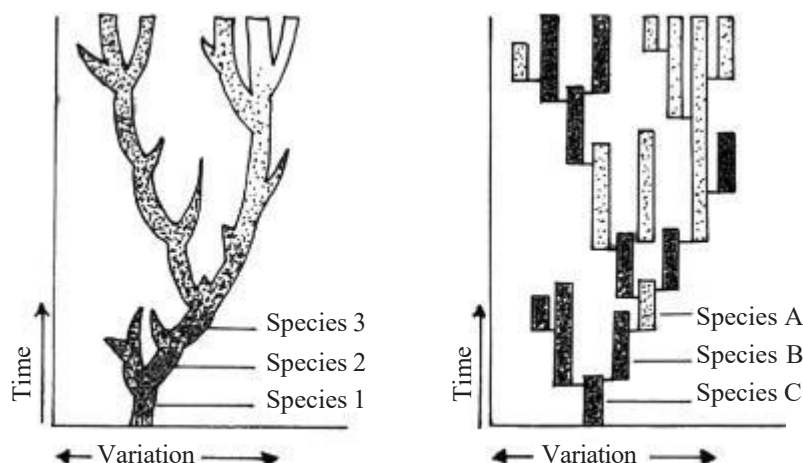 Species 3
Species 2
Species 1
Time
Variation
Species A
Species B
Species C
Time
Variation